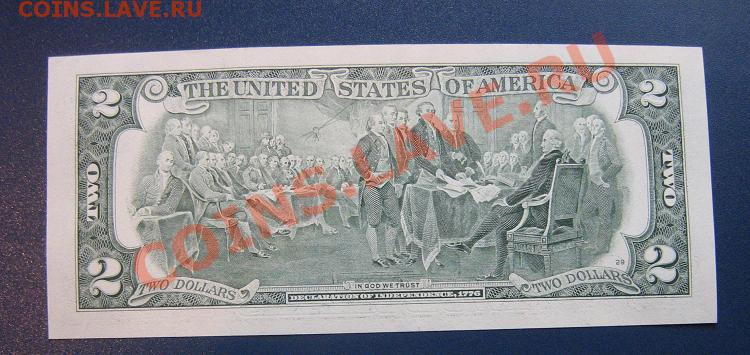 COINS.LAVE.RU
2 THE UNITED STATES OF AMERICA 2
COINS.LAVE.RU
TWO
TWO
29
2 TWO DOLLARS
IN GOD WE TRUST
TWO DOLLARS 2
DECLARATION OF INDEPENDENCE, 1776